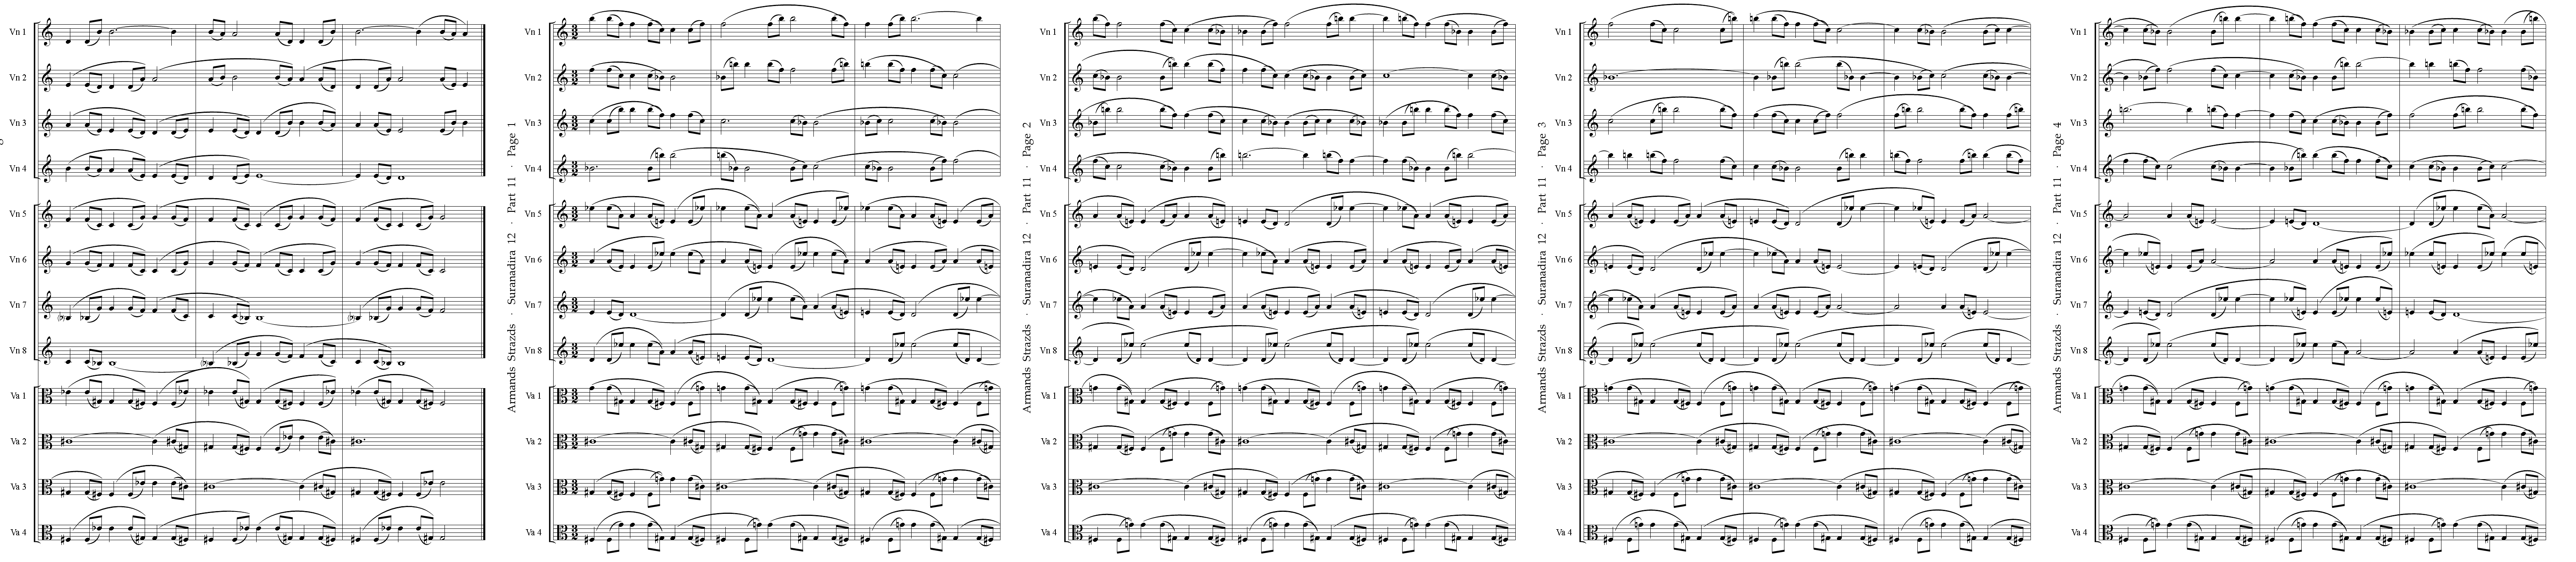 Vn 1
Vn 2
Vn 3
Vn 4
Vn 5
Vn 6
Vn 7
Vn 8
Va 1
Va 2
Va 3
Va 4
Armands Strazds · Suranadira 12 · Part 11 · Page 1
Vn 1
Vn 2
Vn 3
Vn 4
Vn 5
Vn 6
Vn 7
Vn 8
Va 1
Va 2
Va 3
Va 4
Armands Strazds · Suranadira 12 · Part 11 · Page 2
Vn 1
Vn 2
Vn 3
Vn 4
Vn 5
Vn 6
Vn 7
Vn 8
Va 1
Va 2
Va 3
Va 4
Armands Strazds · Suranadira 12 · Part 11 · Page 3
Vn 1
Vn 2
Vn 3
Vn 4
Vn 5
Vn 6
Vn 7
Vn 8
Va 1
Va 2
Va 3
Va 4
Armands Strazds · Suranadira 12 · Part 11 · Page 4
Vn 1
Vn 2
Vn 3
Vn 4
Vn 5
Vn 6
Vn 7
Vn 8
Va 1
Va 2
Va 3
Va 4